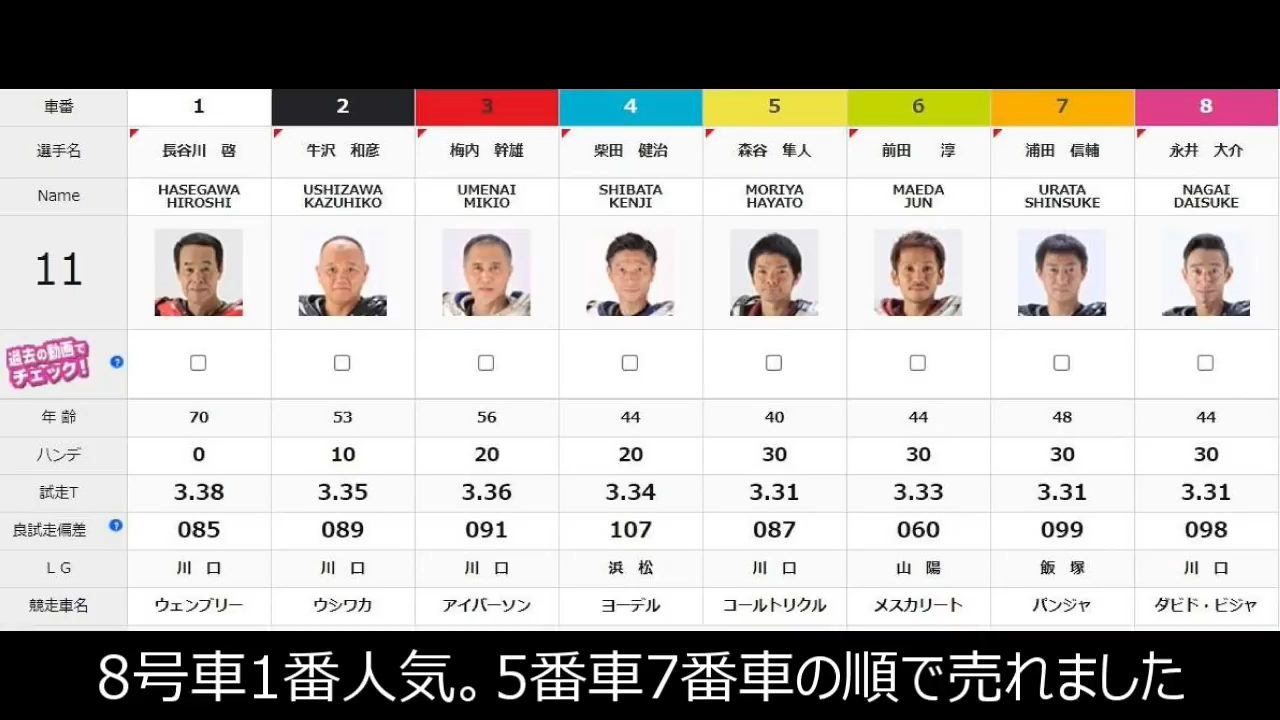 車番 1 2 3 4 5 6 7 8
選手名 長谷川 啓 牛沢 和彦 梅内 幹雄 柴田 健治 森谷 隼人 前田 淳 浦田 信輔 永井 大介
Name HASEGAWA HIROSHI USHIZAWA KAZUHIKO UMENAI MIKIO SHIBATA KENJI MORIYA HAYATO MAEDA JUN URATA SHINSUKE NAGAI DAISUKE
11
過去の動画で
チェック! ?
年齢 70 53 56 44 40 44 48 44
ハンデ 0 10 20 20 30 30 30 30
試走T 3.38 3.35 3.36 3.34 3.31 3.33 3.31 3.31
良試走偏差 ? 085 089 091 107 087 060 099 098
LG 川口 川口 川口 浜松 川口 山陽 飯塚 川口
競走車名 ウェンブリー ウシワカ アイバーソン ヨーデル コールトリクル メスカリート パンジャ ダビド・ビジャ
8号車1番人気。5番車7番車の順で売れました